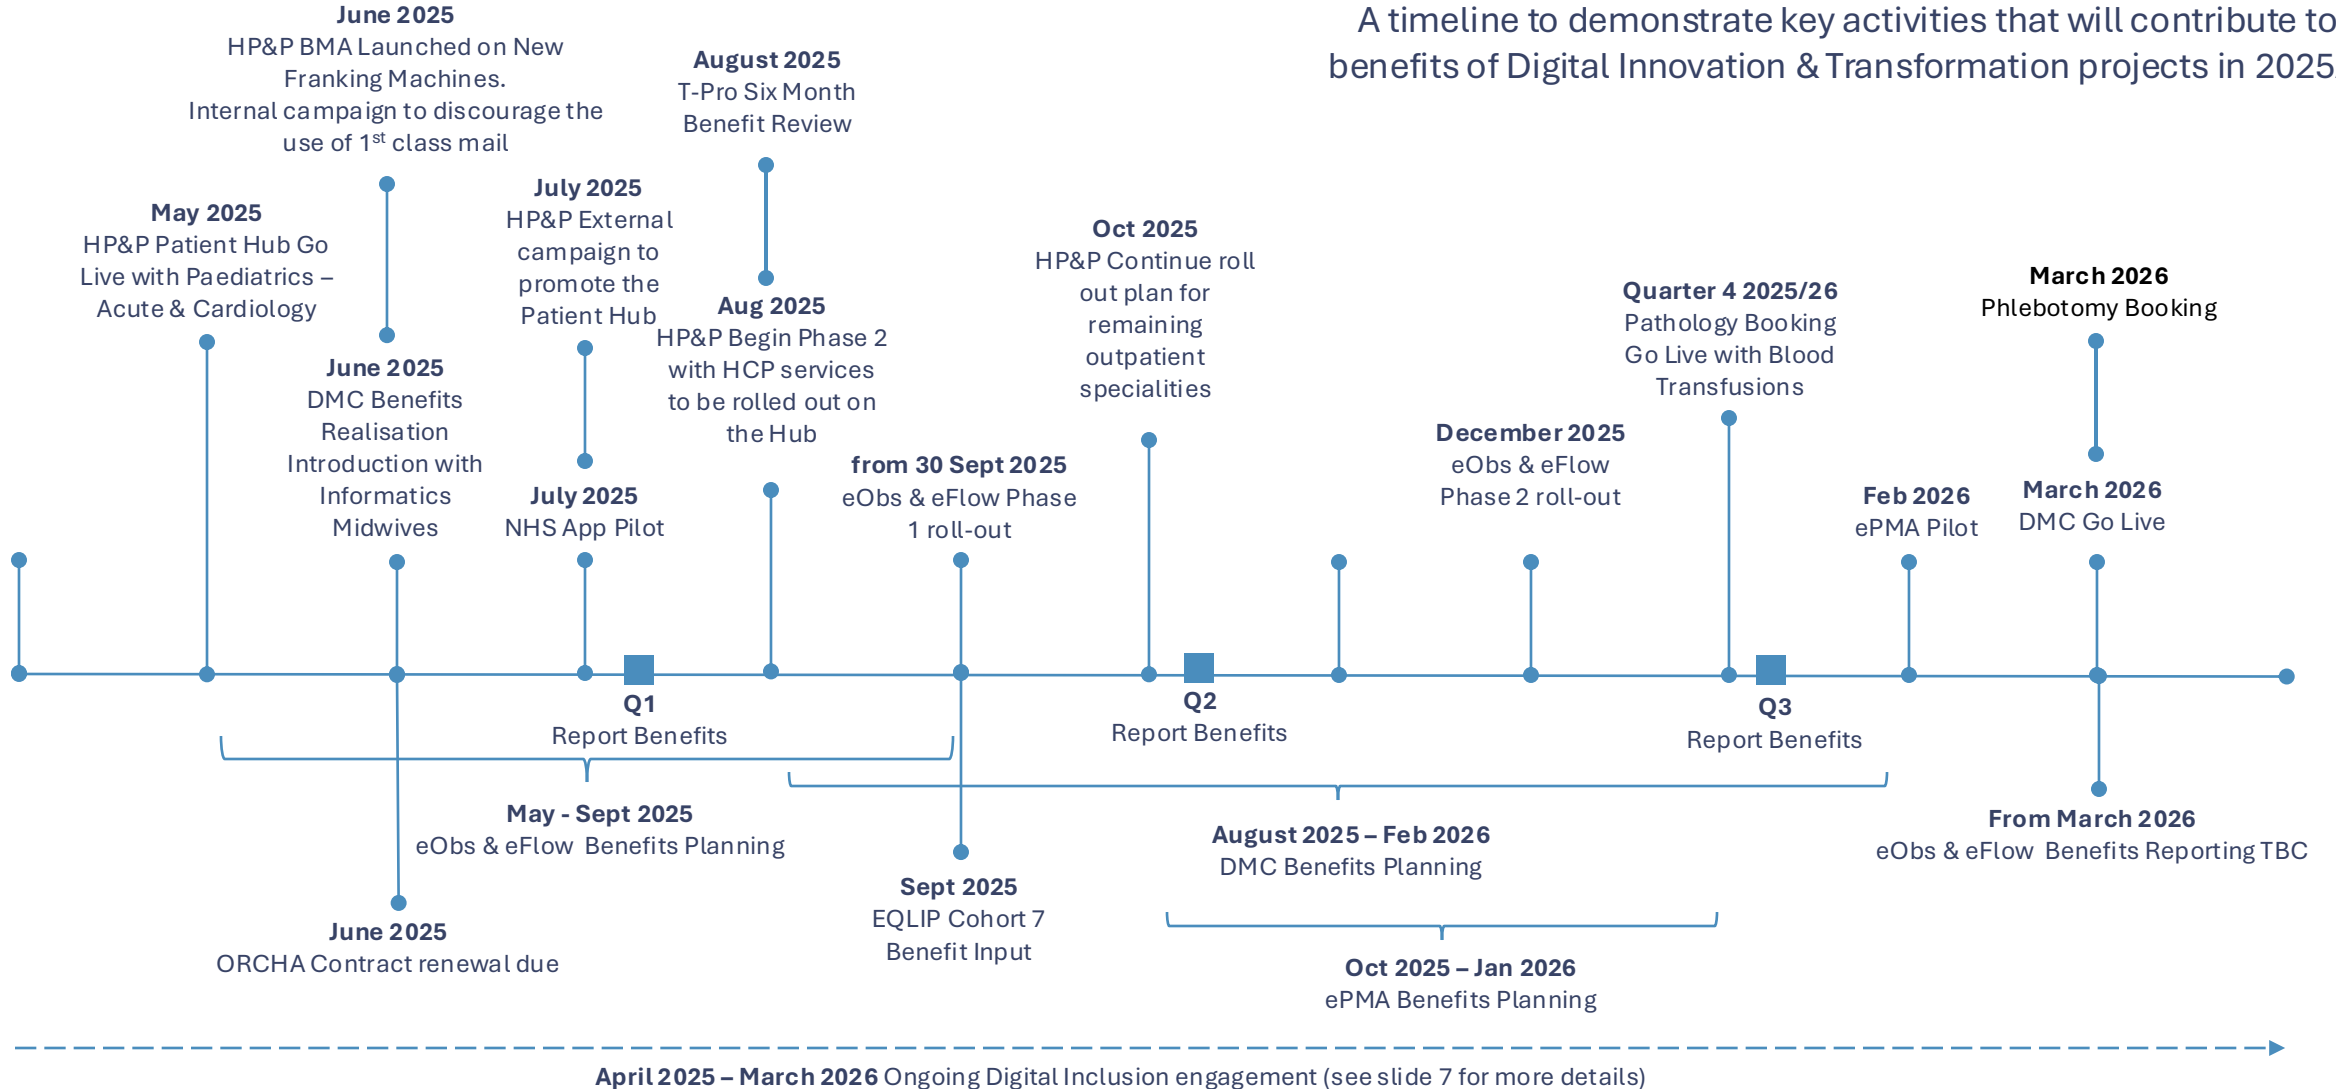 A timeline to demonstrate key activities that will contribute to
benefits of Digital Innovation & Transformation projects in 2025
June 2025
HP&P BMA Launched on New
Franking Machines.
Internal campaign to discourage the
use of 1st class mail
August 2025
T-Pro Six Month
Benefit Review
May 2025
HP&P Patient Hub Go
Live with Paediatrics –
Acute & Cardiology
June 2025
DMC Benefits
Realisation
Introduction with
Informatics
Midwives
July 2025
HP&P External
campaign to
promote the
Patient Hub
July 2025
NHS App Pilot
Aug 2025
HP&P Begin Phase 2
with HCP services
to be rolled out on
the Hub
from 30 Sept 2025
eObs & eFlow Phase
1 roll-out
Oct 2025
HP&P Continue roll
out plan for
remaining
outpatient
specialities
December 2025
eObs & eFlow
Phase 2 roll-out
Quarter 4 2025/26
Pathology Booking
Go Live with Blood
Transfusions
Feb 2026
ePMA Pilot
March 2026
Phlebotomy Booking
March 2026
DMC Go Live
Q1
Report Benefits
Q2
Report Benefits
Q3
Report Benefits
May - Sept 2025
eObs & eFlow Benefits Planning
August 2025 – Feb 2026
DMC Benefits Planning
From March 2026
eObs & eFlow Benefits Reporting TBC
June 2025
ORCHA Contract renewal due
Sept 2025
EQLIP Cohort 7
Benefit Input
Oct 2025 – Jan 2026
ePMA Benefits Planning
April 2025 – March 2026 Ongoing Digital Inclusion engagement (see slide 7 for more details)